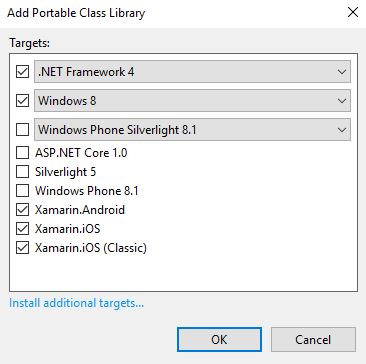 Add Portable Class Library
Targets:
.NET Framework 4
Windows 8
Windows Phone Silverlight 8.1
ASP.NET Core 1.0
Silverlight 5
Windows Phone 8.1
Xamarin.Android
Xamarin.iOS
Xamarin.iOS (Classic)
Install additional targets...
OK
Cancel